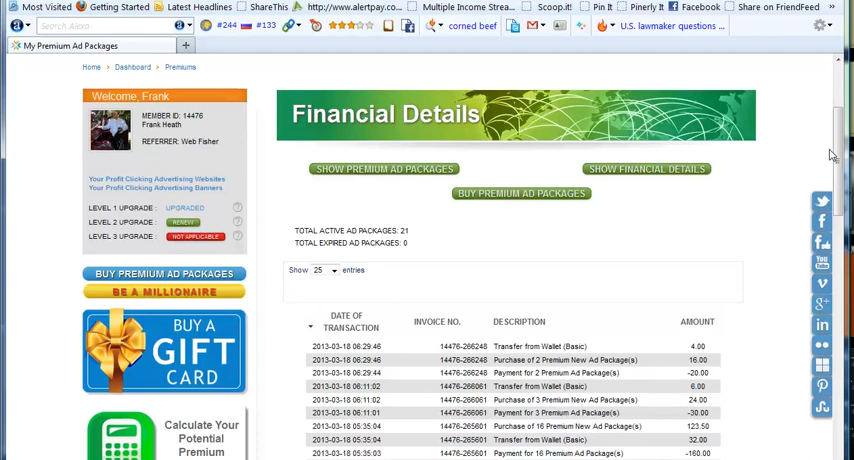 Most Visited Getting Started Latest Headlines ShareThis http://www.alertpay.co... Multiple Income Strea... Scoop.it! Pin It Pinerly It Facebook Share on FriendFeed
a Search Alexa a #244 #133 corned beef U.S. lawmaker questions ...
My Premium Ad Packages +
Home Dashboard Premiums
Welcome, Frank
MEMBER ID: 14476
Frank Heath
REFERRER: Web Fisher
Your Profit Clicking Advertising Websites
Your Profit Clicking Advertising Banners
LEVEL 1 UPGRADE : UPGRADED ?
LEVEL 2 UPGRADE : RENEW ?
LEVEL 3 UPGRADE : NOT APPLICABLE ?
BUY PREMIUM AD PACKAGES
BE A MILLIONAIRE
BUY A
GIFT
CARD
Calculate Your
Potential
Premium
Financial Details
SHOW PREMIUM AD PACKAGES SHOW FINANCIAL DETAILS
BUY PREMIUM AD PACKAGES
TOTAL ACTIVE AD PACKAGES: 21
TOTAL EXPIRED AD PACKAGES: 0
Show 25 entries
DATE OF TRANSACTION INVOICE NO. DESCRIPTION AMOUNT
2013-03-18 06:29:46 14476-266248 Transfer from Wallet (Basic) 4.00
2013-03-18 06:29:46 14476-266248 Purchase of 2 Premium New Ad Package(s) 16.00
2013-03-18 06:29:44 14476-266248 Payment for 2 Premium Ad Package(s) -20.00
2013-03-18 06:11:02 14476-266061 Transfer from Wallet (Basic) 6.00
2013-03-18 06:11:02 14476-266061 Purchase of 3 Premium New Ad Package(s) 24.00
2013-03-18 06:11:01 14476-266061 Payment for 3 Premium Ad Package(s) -30.00
2013-03-18 05:35:04 14476-265601 Purchase of 16 Premium New Ad Package(s) 123.50
2013-03-18 05:35:04 14476-265601 Transfer from Wallet (Basic) 32.00
2013-03-18 05:35:03 14476-265601 Payment for 16 Premium Ad Package(s) -160.00
You
Tube